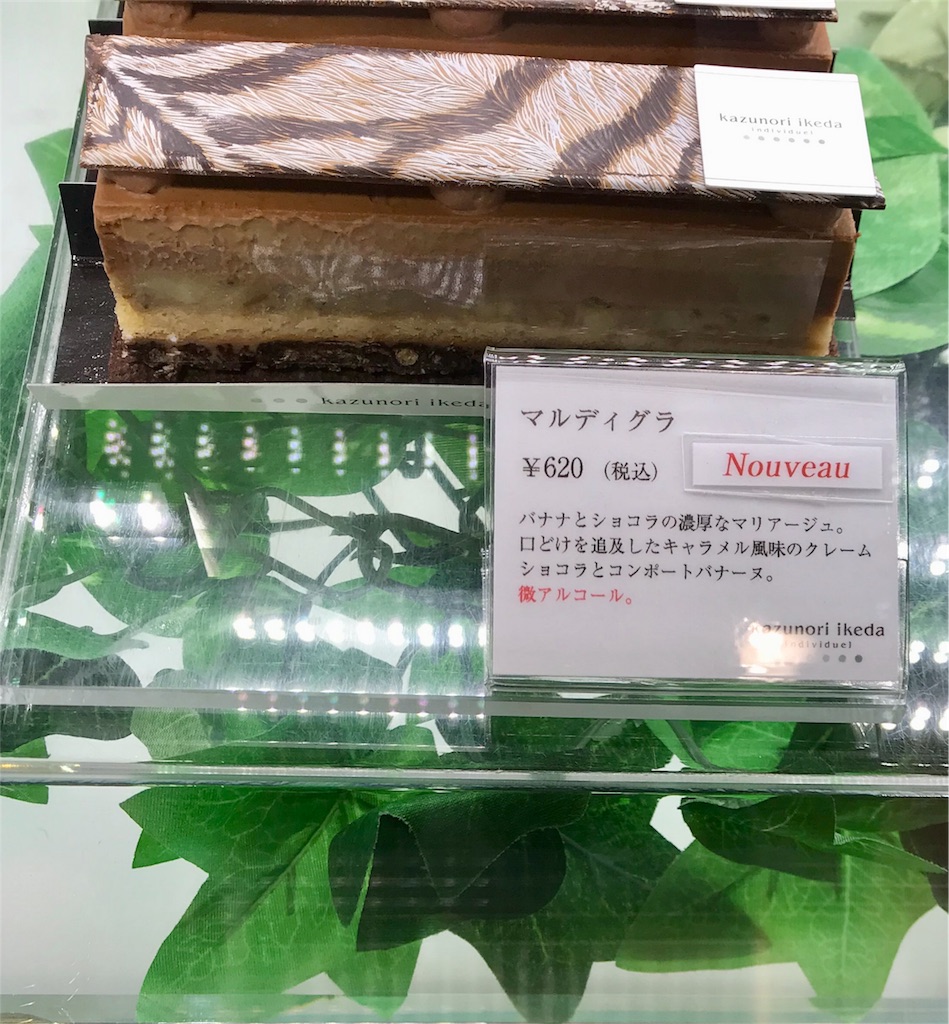 kazunori ikeda
individuel
kazunori ikeda
マルディグラ
¥620 (税込)
Nouveau
バナナとショコラの濃厚なマリアージュ。
口どけを追及したキャラメル風味のクレーム
ショコラとコンポートバナーヌ。
微アルコール。
kazunori ikeda
individuel